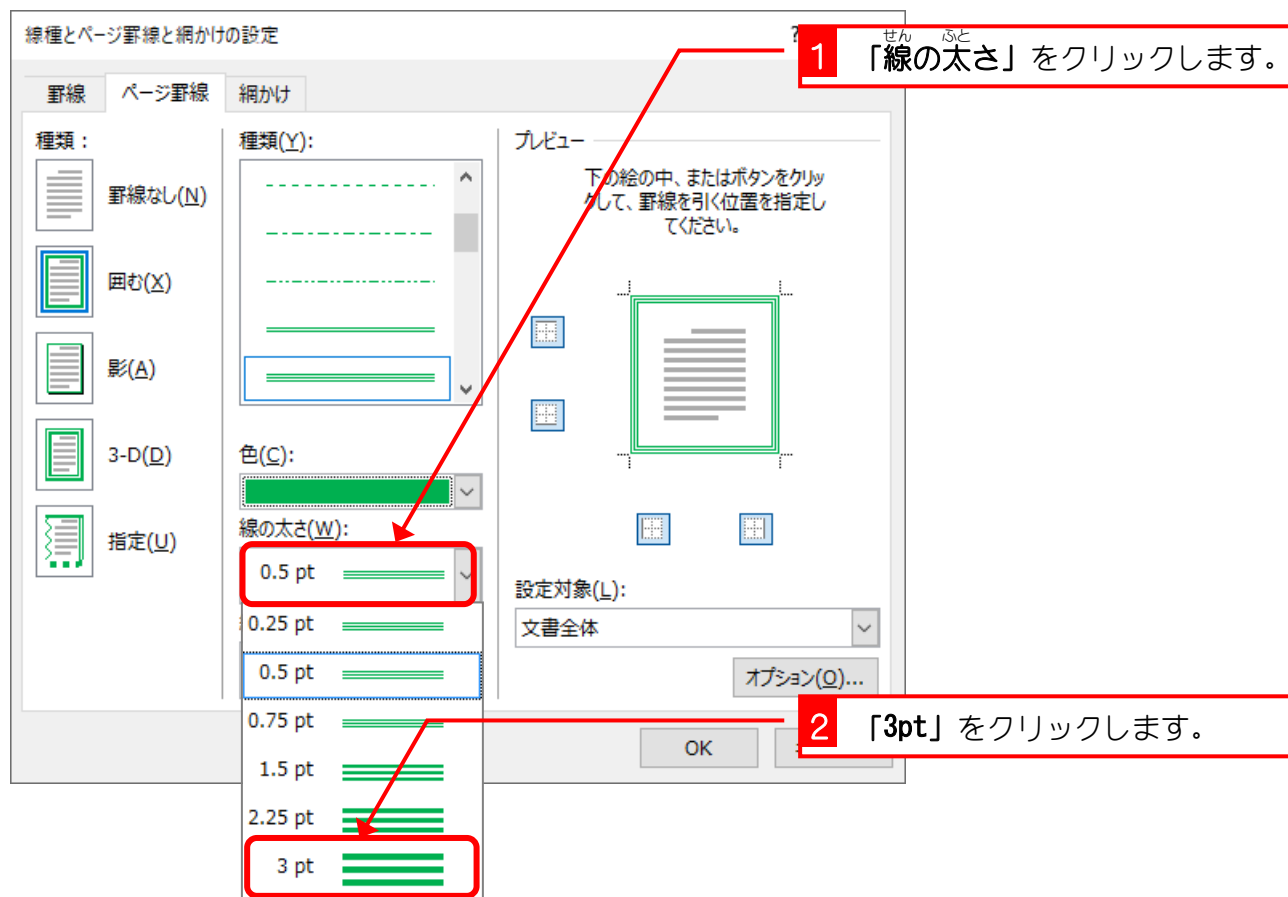 線種とページ罫線と網かけの設定
?
1 「線の太さ」をクリックします。
せん ふと
罫線 ページ罫線 網かけ
種類：
罫線なし(N)
囲む(X)
影(A)
3-D(D)
指定(U)
種類(Y):
色(C):
線の太さ(W):
0.5 pt
0.25 pt
0.5 pt
0.75 pt
1.5 pt
2.25 pt
3 pt
プレビュー
下の絵の中、またはボタンをクリッ
クして、罫線を引く位置を指定し
てください。
設定対象(L):
文書全体
オプション(O)...
2 「3pt」をクリックします。
OK